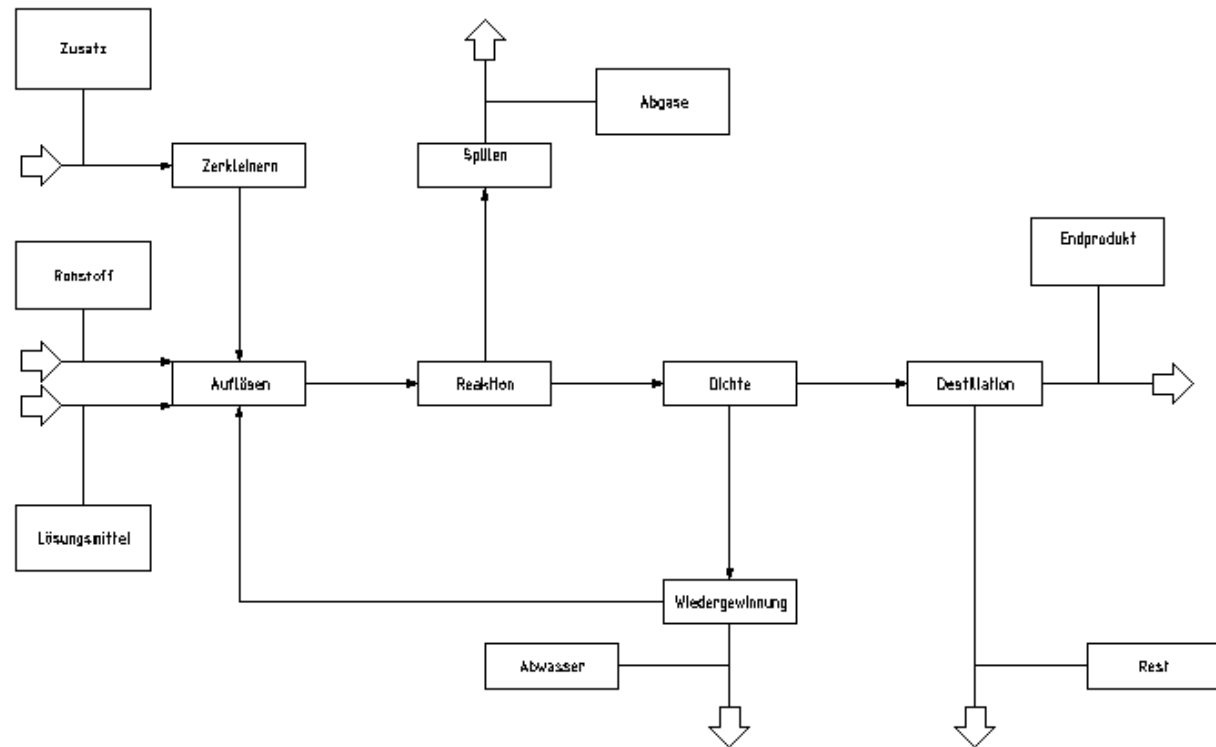 Zusatz
Abgase
Zerkleinern
Spülen
Endprodukt
Rohstoff
Auflösen
Reaktion
Dichte
Destillation
Lösungsmittel
Wiedergewinnung
Abwasser
Rest